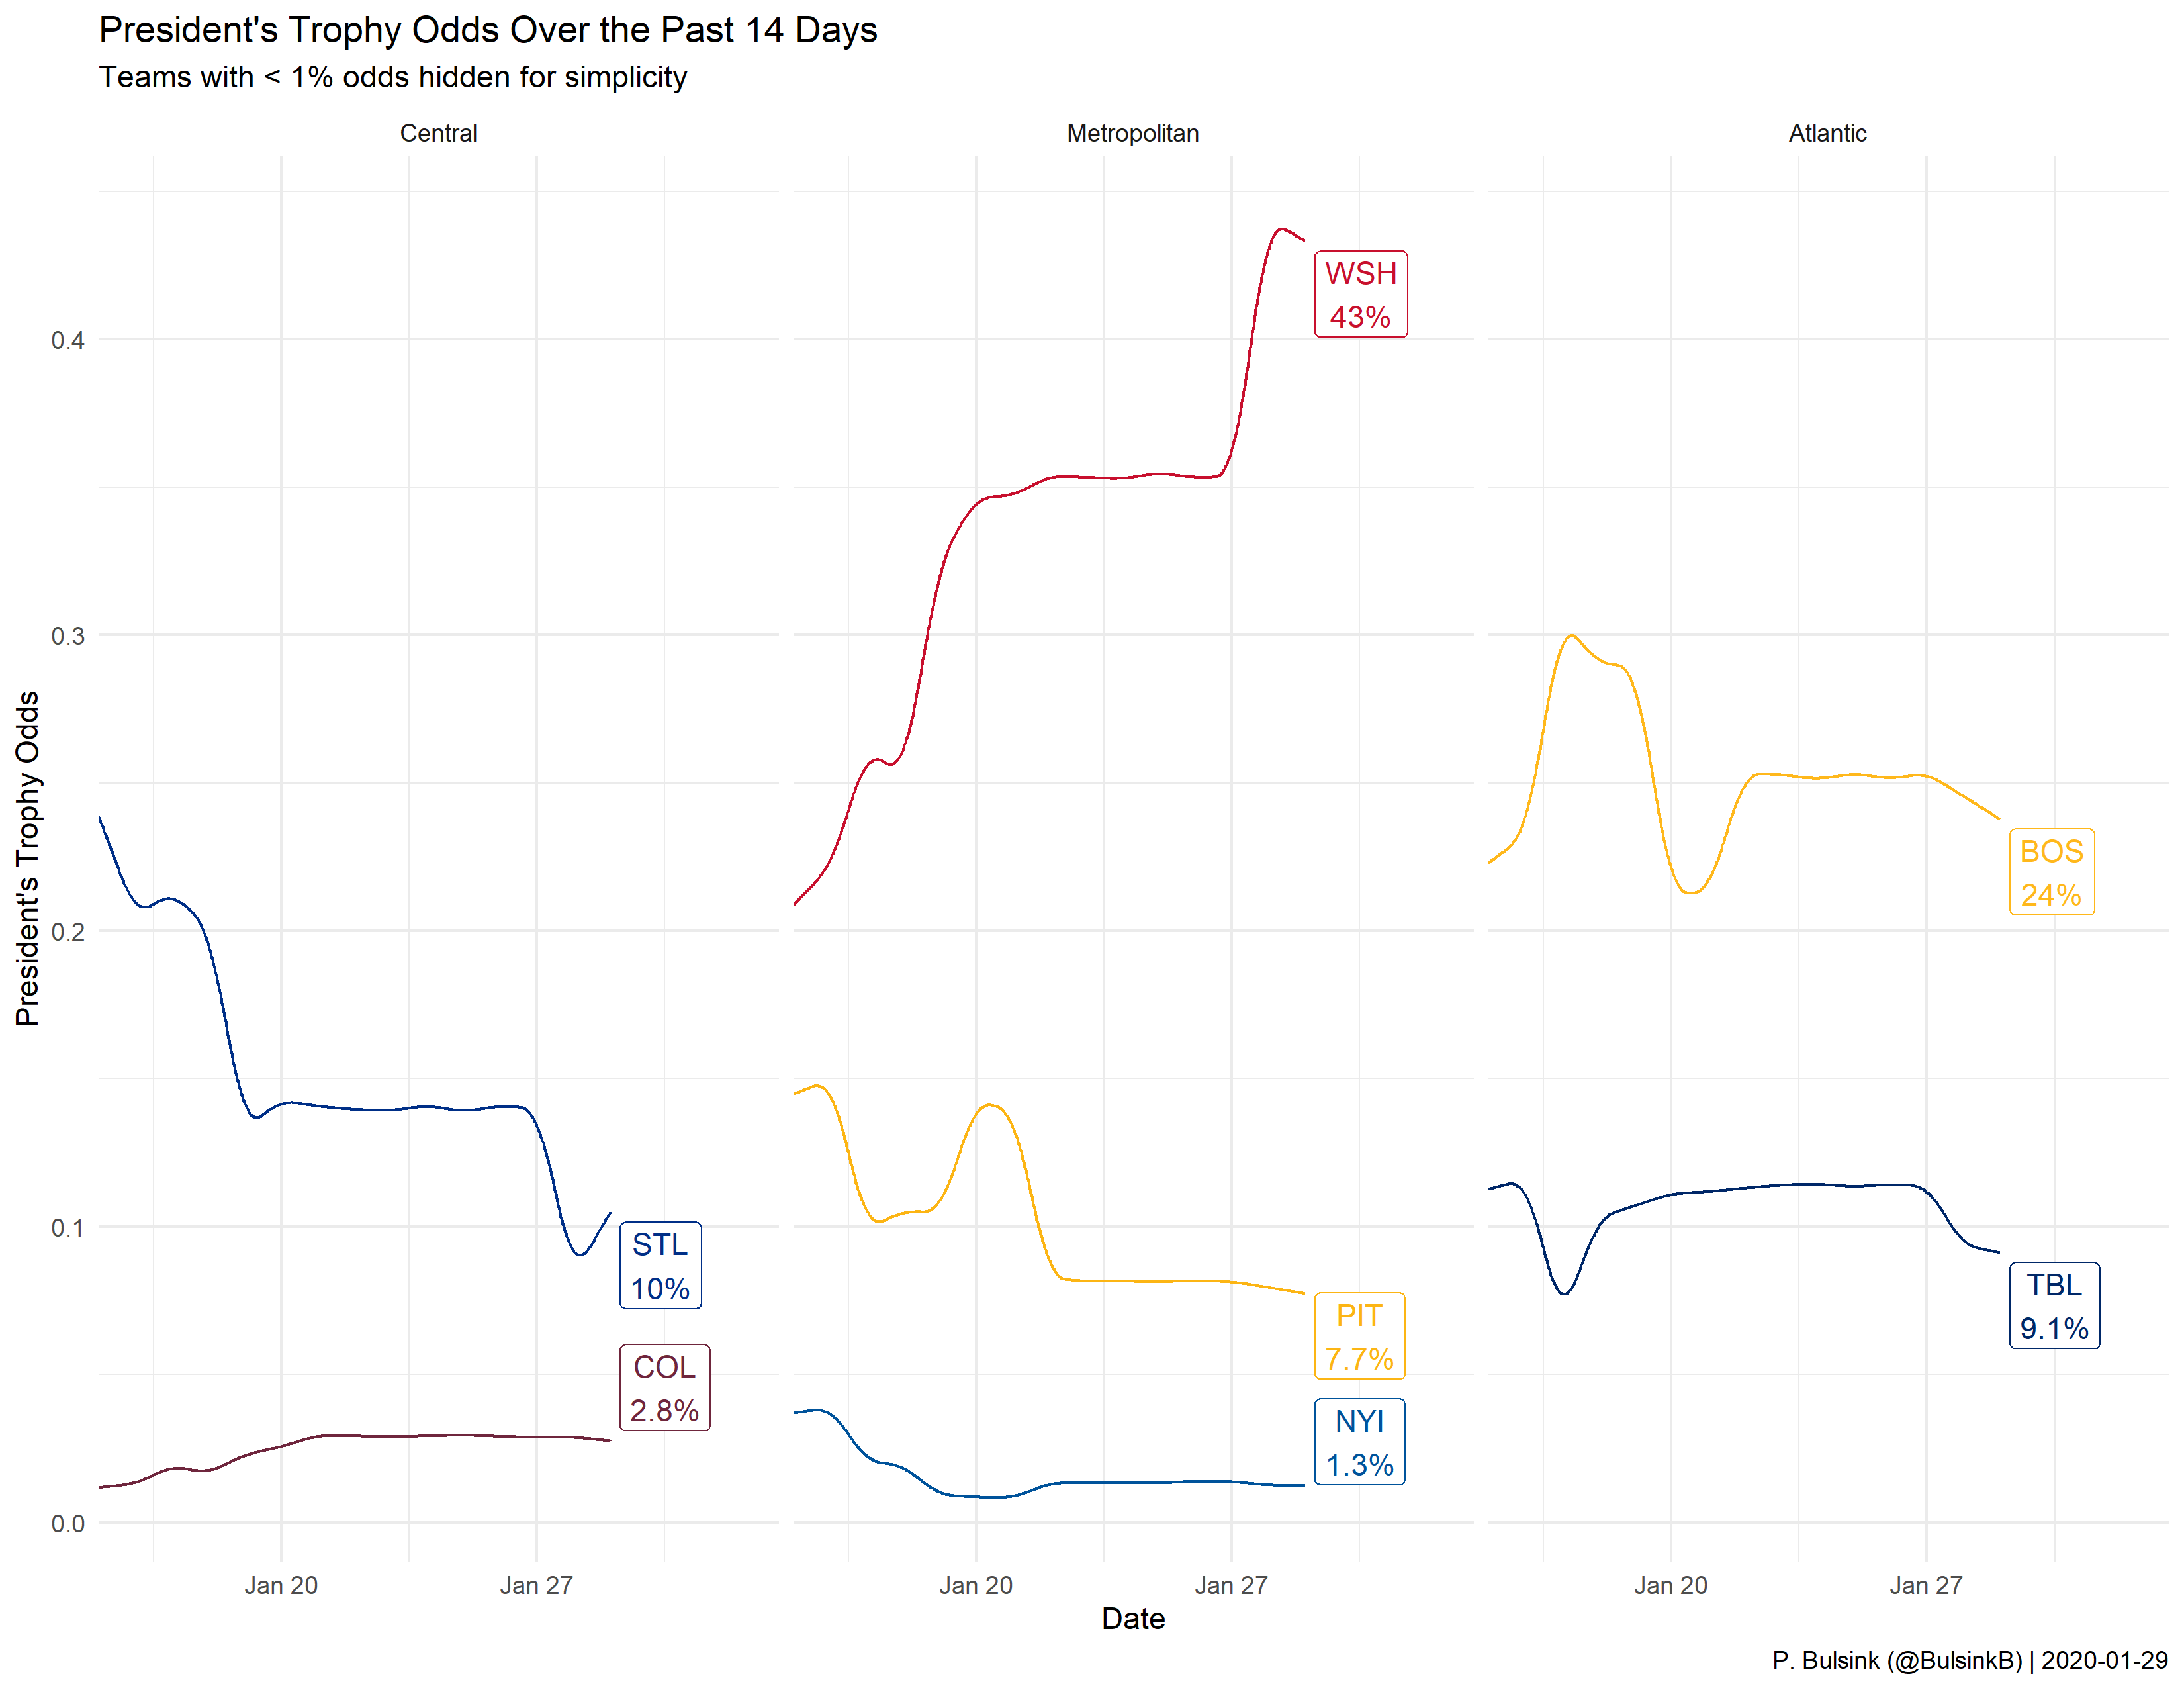 President's Trophy Odds Over the Past 14 Days
Teams with < 1% odds hidden for simplicity
Central
Metropolitan
Atlantic
President's Trophy Odds
0.4
0.3
0.2
0.1
0.0
WSH
43%
BOS
24%
STL
10%
COL
2.8%
PIT
7.7%
NYI
1.3%
TBL
9.1%
Jan 20
Jan 27
Jan 20
Jan 27
Jan 20
Jan 27
Date
P. Bulsink (@BulsinkB) | 2020-01-29